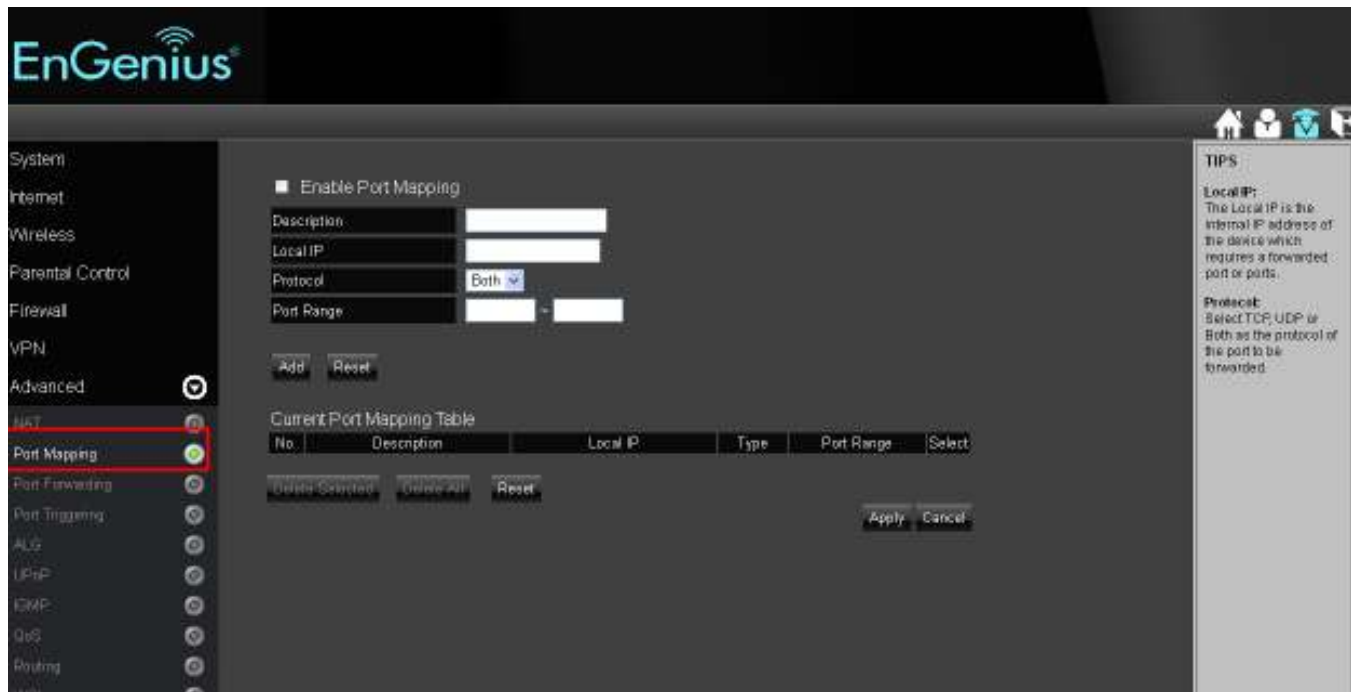 EnGenius®
System
Internet
Wireless
Parental Control
Firewall
VPN
Advanced
NAT
Port Mapping
Port Forwarding
Port Triggering
ALG
UPnP
IGMP
QoS
Routing
Enable Port Mapping
Description
Local IP
Protocol Both
Port Range ~
Add Reset
Current Port Mapping Table
No. Description Local IP Type Port Range Select
Delete Selected Delete All Reset
Apply Cancel
TIPS
Local IP:
The Local IP is the
internal IP address of
the device which
requires a forwarded
port or ports.
Protocol:
Select TCP, UDP or
Both as the protocol of
the port to be
forwarded.